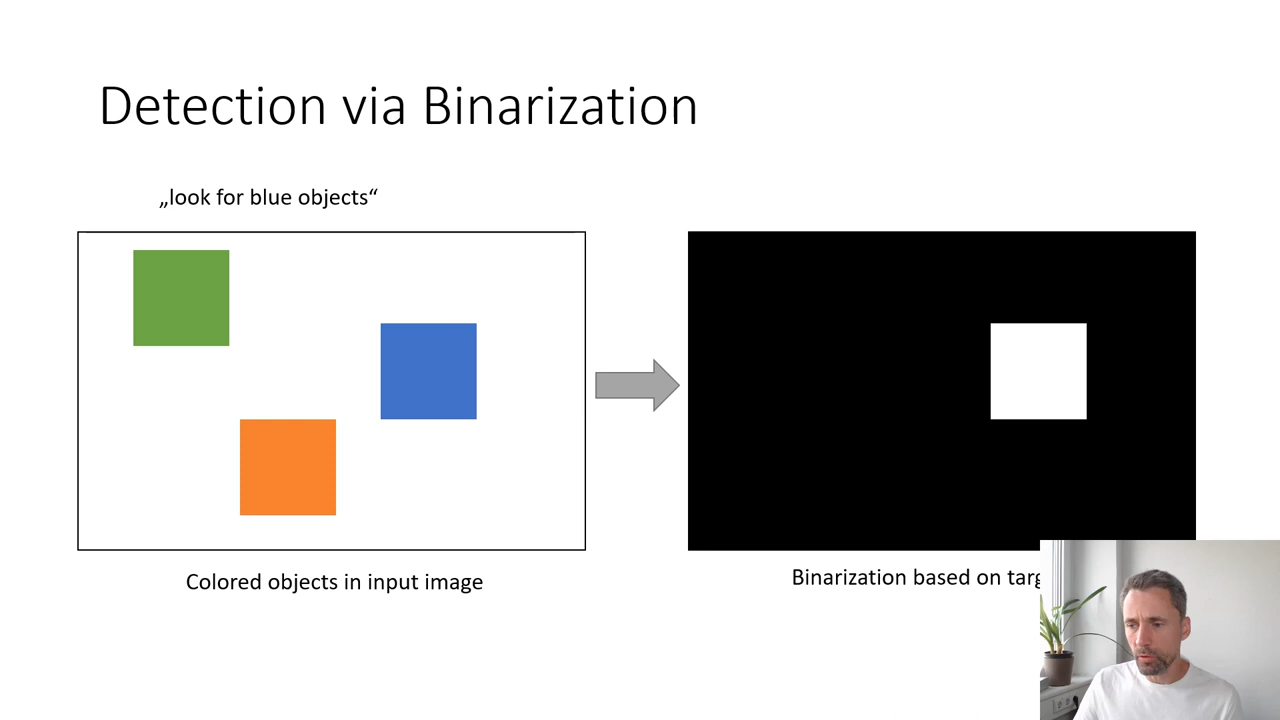 Detection via Binarization
„look for blue objects“
Colored objects in input image
Binarization based on